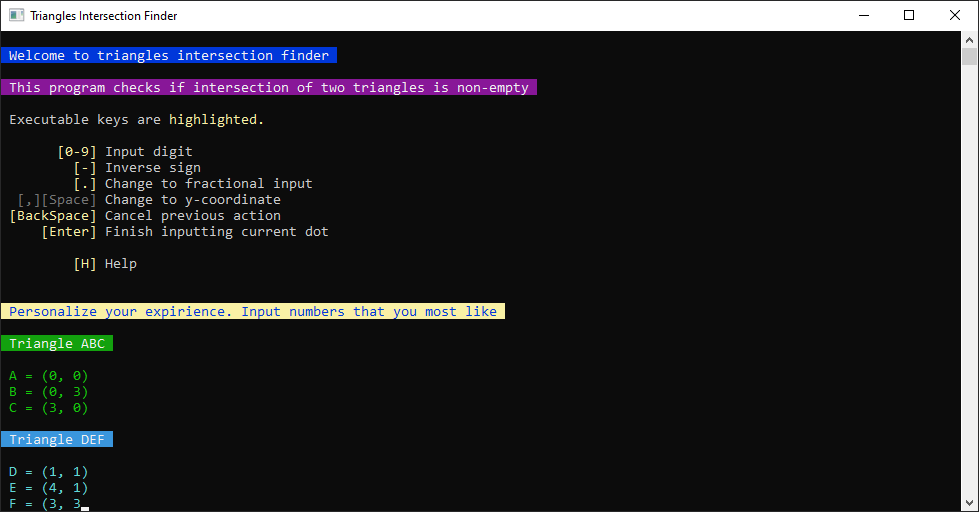 Triangles Intersection Finder
Welcome to triangles intersection finder
This program checks if intersection of two triangles is non-empty
Executable keys are highlighted.
[0-9] Input digit
[-] Inverse sign
[.] Change to fractional input
[,][Space] Change to y-coordinate
[BackSpace] Cancel previous action
[Enter] Finish inputting current dot
[H] Help
Personalize your expirience. Input numbers that you most like
Triangle ABC
A = (0, 0)
B = (0, 3)
C = (3, 0)
Triangle DEF
D = (1, 1)
E = (4, 1)
F = (3, 3